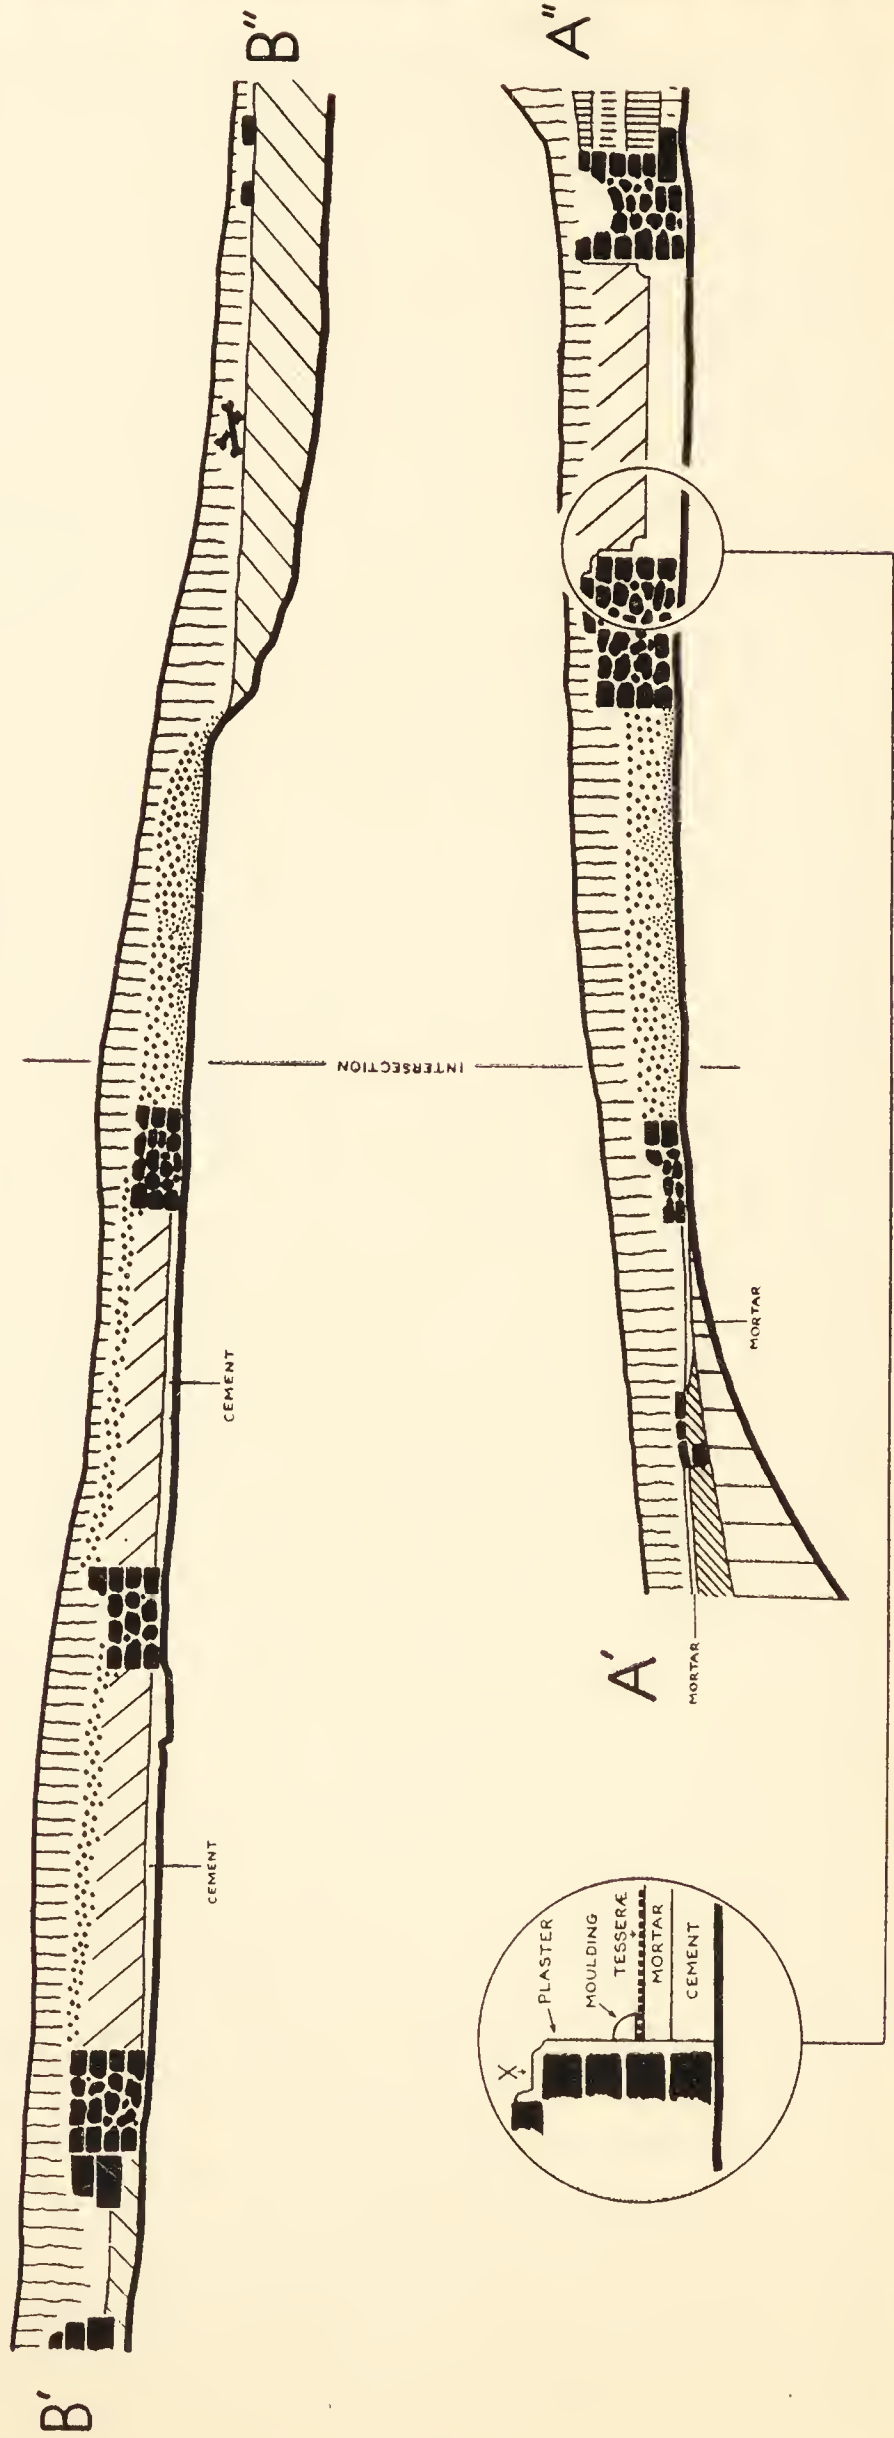 B′
B″
CEMENT
CEMENT
INTERSECTION
A′
A″
MORTAR
MORTAR
X
PLASTER
MOULDING
TESSERÆ
MORTAR
CEMENT